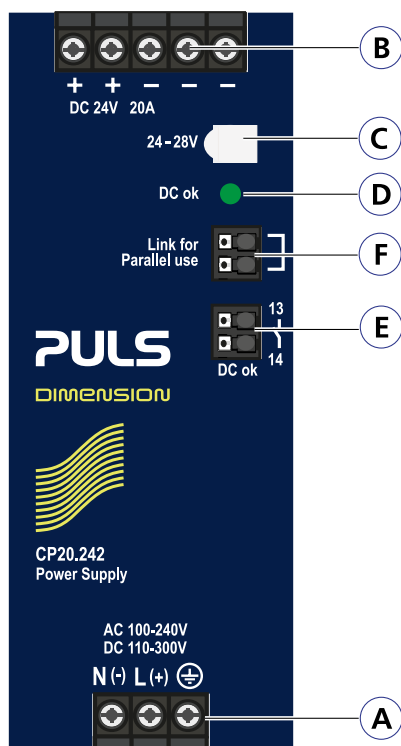 B
+ + − − −
DC 24V 20A
24–28V
C
DC ok
D
Link for
Parallel use
F
13
E
14
DC ok
PULS
DIMENSION
CP20.242
Power Supply
AC 100-240V
DC 110-300V
N (-) L (+)
A